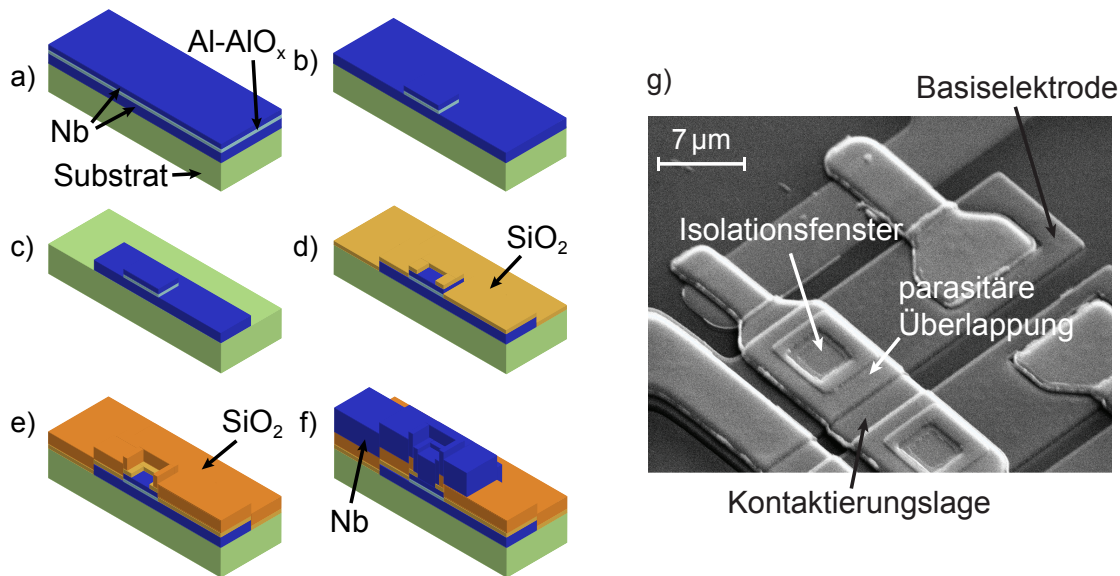 a)
Al-AlOₓ
Nb
Substrat
b)
c)
d)
SiO₂
e)
SiO₂
f)
Nb
g)
Basiselektrode
7 µm
Isolationsfenster
parasitäre
Überlappung
Kontaktierungslage